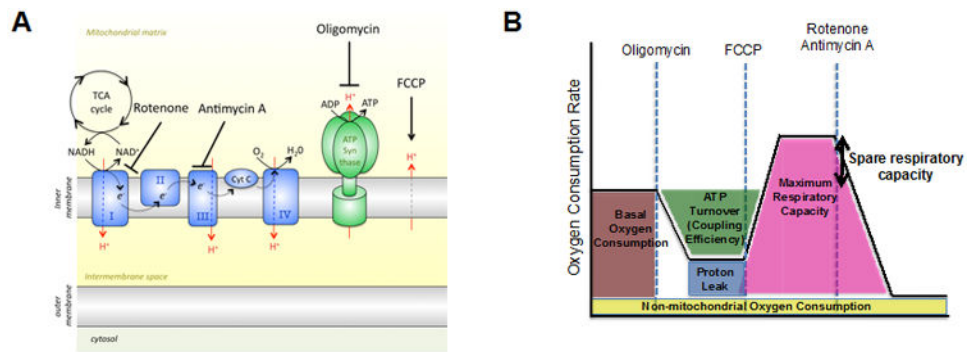 A
Mitochondrial matrix
Oligomycin
FCCP
TCA
cycle
Rotenone
Antimycin A
NADH
NAD⁺
ADP
H⁺
ATP
ATP
Syn
thase
H⁺
O₂
H₂O
e⁻
I
II
e⁻
e⁻
III
Cyt C
IV
H⁺
H⁺
H⁺
Inner
membrane
Intermembrane space
outer
membrane
cytosol
B
Oligomycin
FCCP
Rotenone
Antimycin A
Oxygen Consumption Rate
Basal
Oxygen
Consumption
ATP
Turnover
(Coupling
Efficiency)
Proton
Leak
Maximum
Respiratory
Capacity
Spare respiratory
capacity
Non-mitochondrial Oxygen Consumption